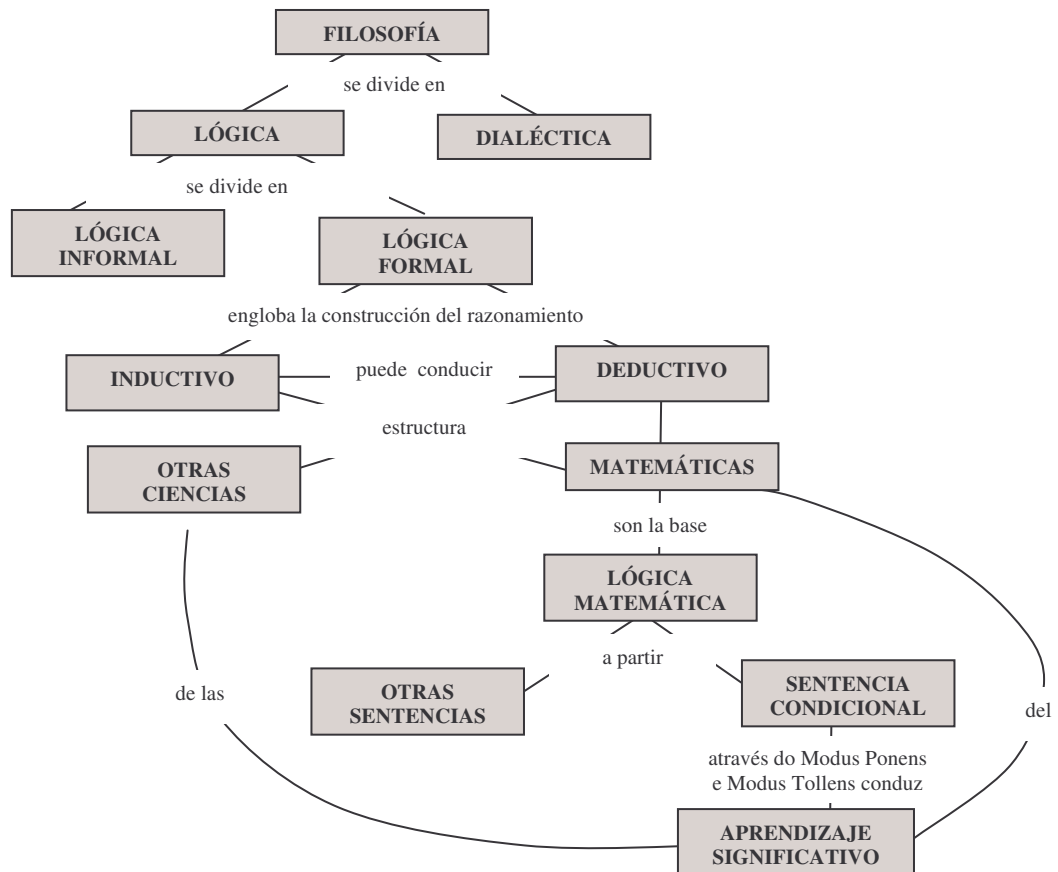 FILOSOFÍA
se divide en
LÓGICA
DIALÉCTICA
se divide en
LÓGICA
INFORMAL
LÓGICA
FORMAL
engloba la construcción del razonamiento
INDUCTIVO
puede conducir
DEDUCTIVO
estructura
OTRAS
CIENCIAS
MATEMÁTICAS
son la base
LÓGICA
MATEMÁTICA
a partir
OTRAS
SENTENCIAS
SENTENCIA
CONDICIONAL
de las
del
através do Modus Ponens
e Modus Tollens conduz
APRENDIZAJE
SIGNIFICATIVO